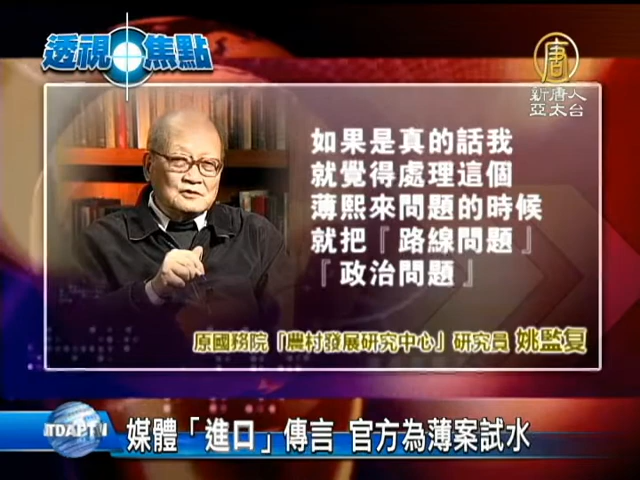 透視焦點
新唐人
亞太台
如果是真的話我
就覺得處理這個
薄熙來問題的時候
就把『路線問題』
『政治問題』
原國務院「農村發展研究中心」研究員 姚監复
NTDAPTV
媒體「進口」傳言 官方為薄案試水